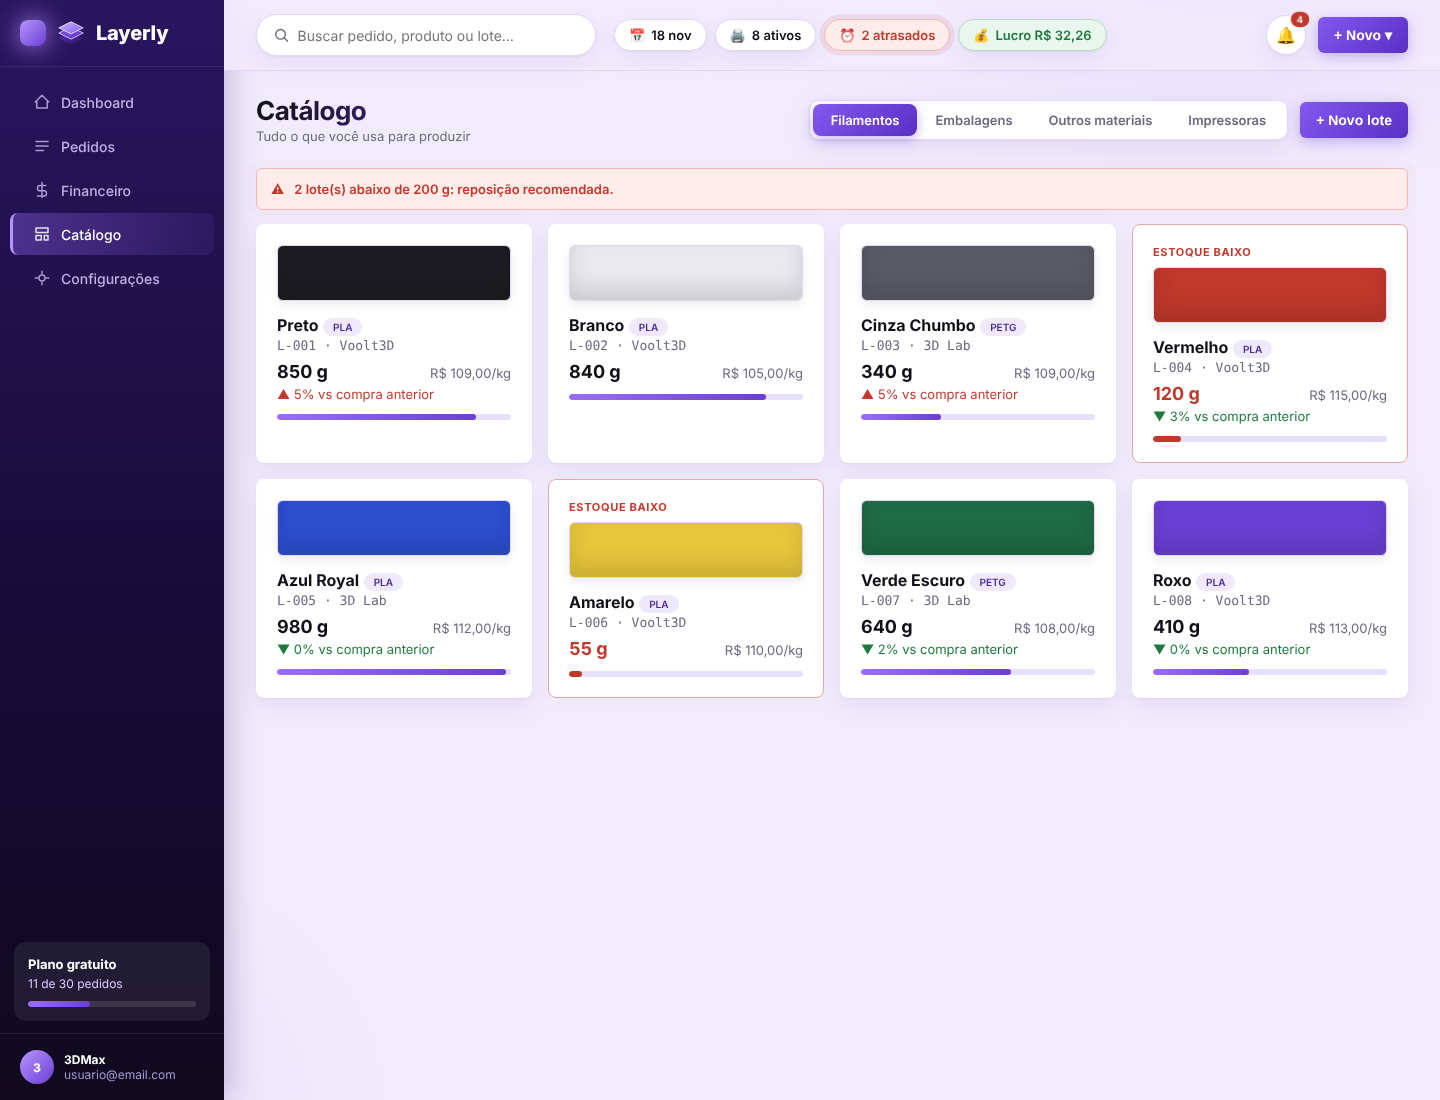 Layerly
Dashboard
Pedidos
Financeiro
Catálogo
Configurações
Plano gratuito
11 de 30 pedidos
3
3DMax
usuario@email.com
Buscar pedido, produto ou lote...
18 nov
8 ativos
2 atrasados
Lucro R$ 32,26
4
+ Novo ▾
Catálogo
Tudo o que você usa para produzir
Filamentos
Embalagens
Outros materiais
Impressoras
+ Novo lote
2 lote(s) abaixo de 200 g: reposição recomendada.
Preto PLA
L-001 · Voolt3D
850 g R$ 109,00/kg
▲ 5% vs compra anterior
Branco PLA
L-002 · Voolt3D
840 g R$ 105,00/kg
Cinza Chumbo PETG
L-003 · 3D Lab
340 g R$ 109,00/kg
▲ 5% vs compra anterior
ESTOQUE BAIXO
Vermelho PLA
L-004 · Voolt3D
120 g R$ 115,00/kg
▼ 3% vs compra anterior
Azul Royal PLA
L-005 · 3D Lab
980 g R$ 112,00/kg
▼ 0% vs compra anterior
ESTOQUE BAIXO
Amarelo PLA
L-006 · Voolt3D
55 g R$ 110,00/kg
Verde Escuro PETG
L-007 · 3D Lab
640 g R$ 108,00/kg
▼ 2% vs compra anterior
Roxo PLA
L-008 · Voolt3D
410 g R$ 113,00/kg
▼ 0% vs compra anterior